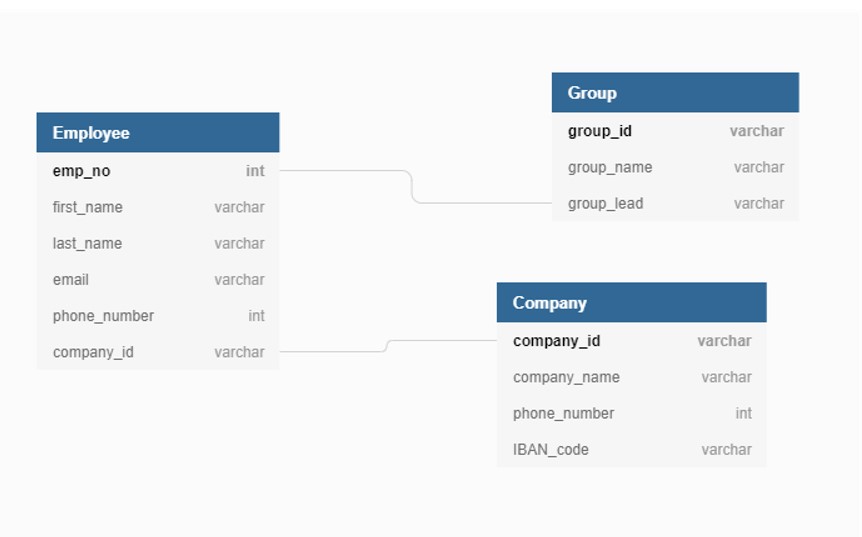 Employee
emp_no int
first_name varchar
last_name varchar
email varchar
phone_number int
company_id varchar
Group
group_id varchar
group_name varchar
group_lead varchar
Company
company_id varchar
company_name varchar
phone_number int
IBAN_code varchar